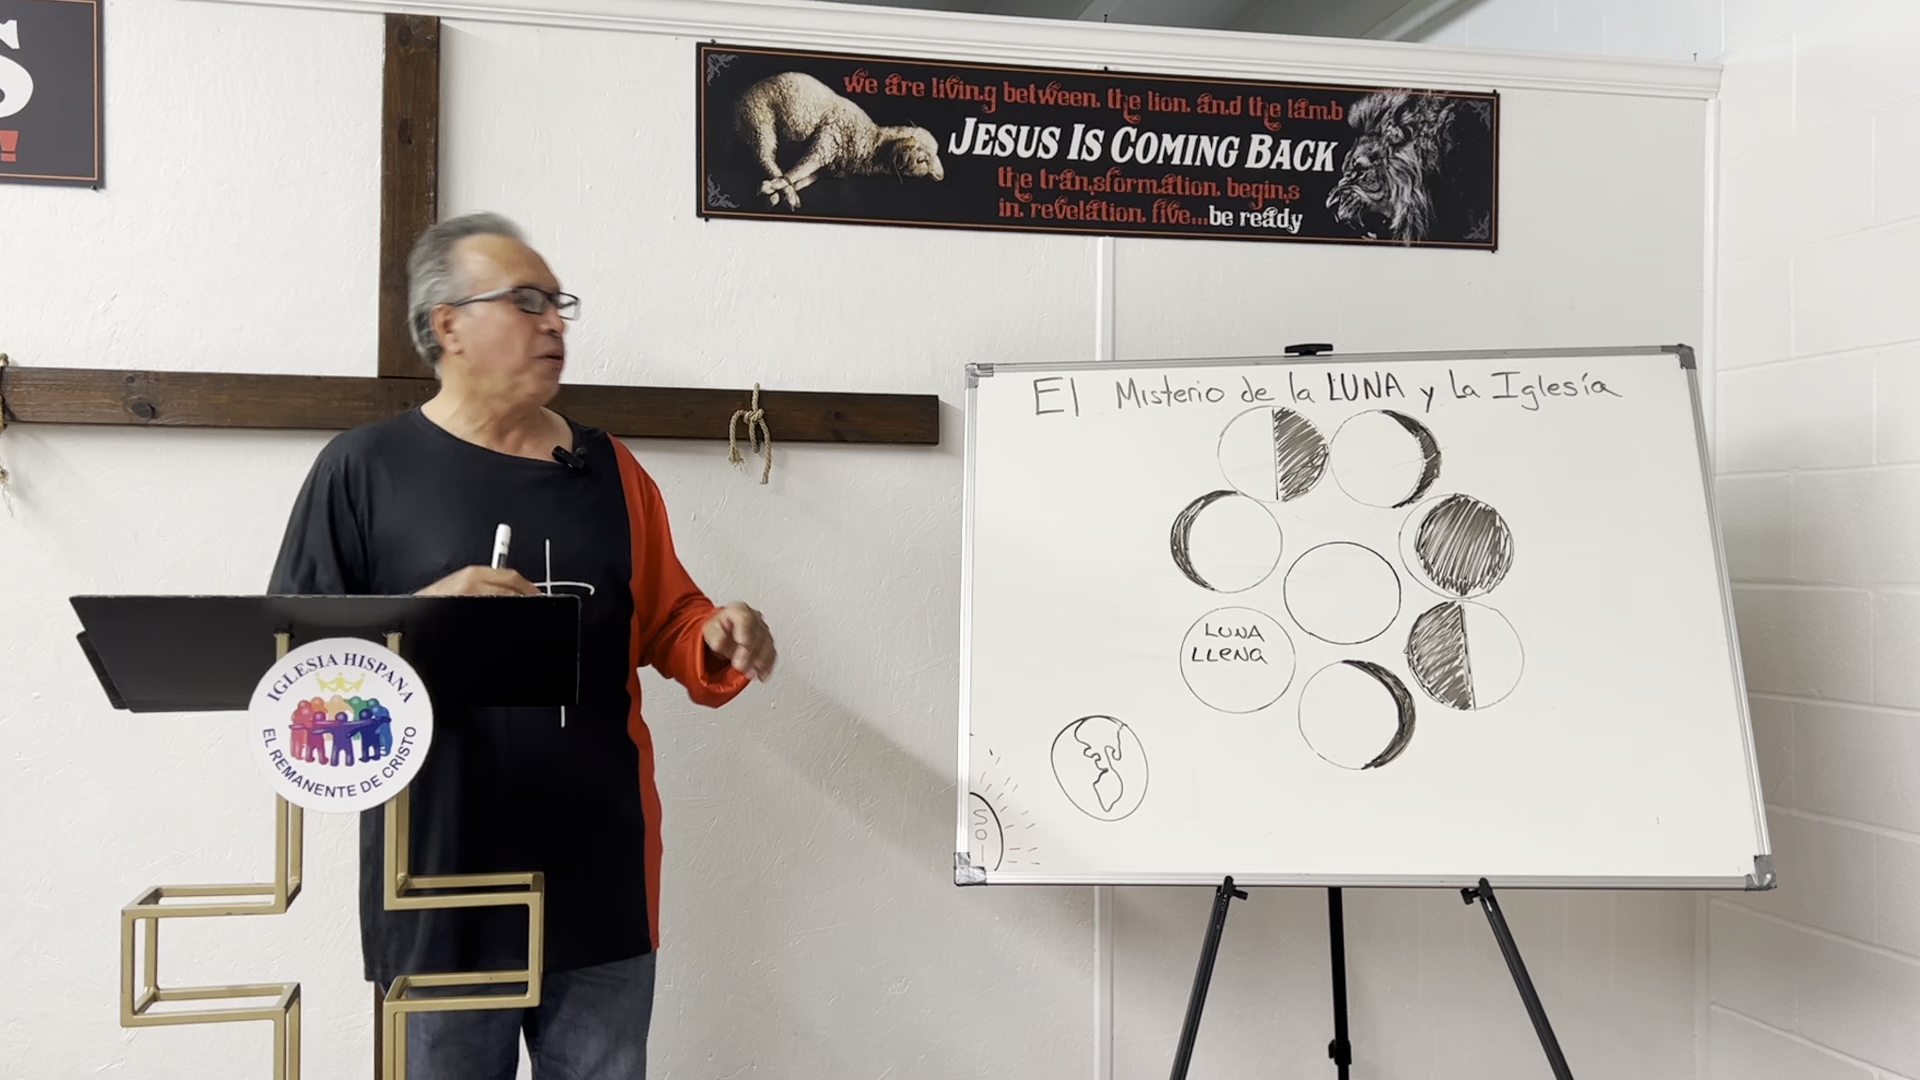 S
!
we are living between the lion and the lamb
JESUS IS COMING BACK
the transformation begins
in revelation five...be ready
El Misterio de la LUNA y La Iglesía
LUNA
LLENA
SOL
IGLESIA HISPANA
EL REMANENTE DE CRISTO